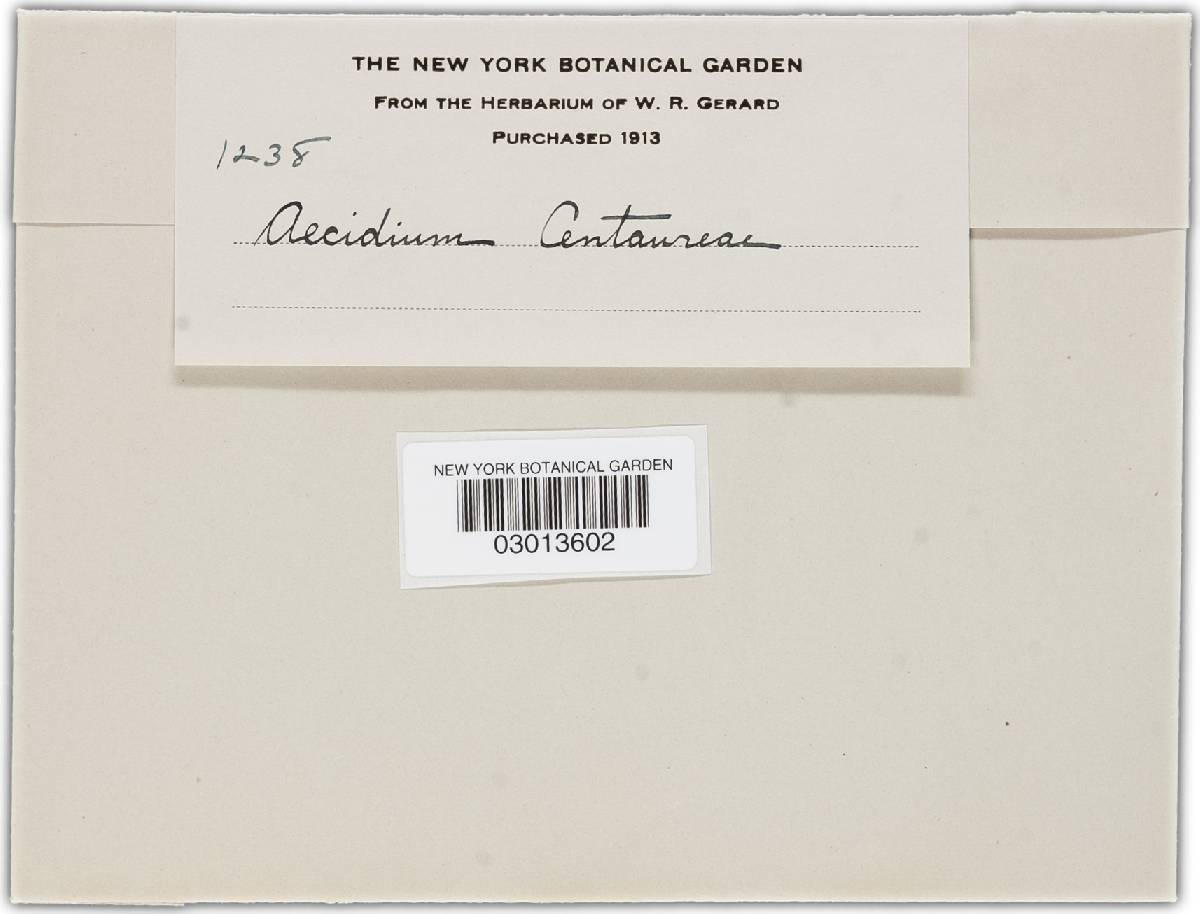 THE NEW YORK BOTANICAL GARDEN
FROM THE HERBARIUM OF W. R. GERARD
PURCHASED 1913
1238
Aecidium Centaureae
NEW YORK BOTANICAL GARDEN
03013602